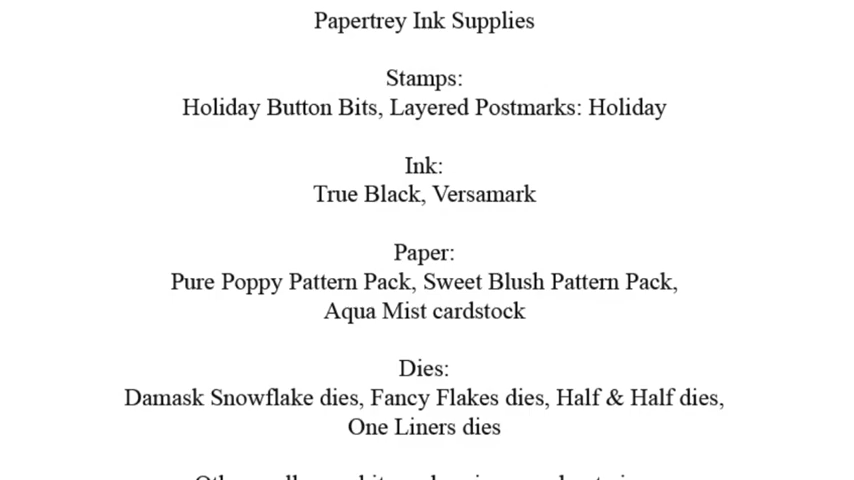 Papertrey Ink Supplies
Stamps:
Holiday Button Bits, Layered Postmarks: Holiday
Ink:
True Black, Versamark
Paper:
Pure Poppy Pattern Pack, Sweet Blush Pattern Pack,
Aqua Mist cardstock
Dies:
Damask Snowflake dies, Fancy Flakes dies, Half & Half dies,
One Liners dies